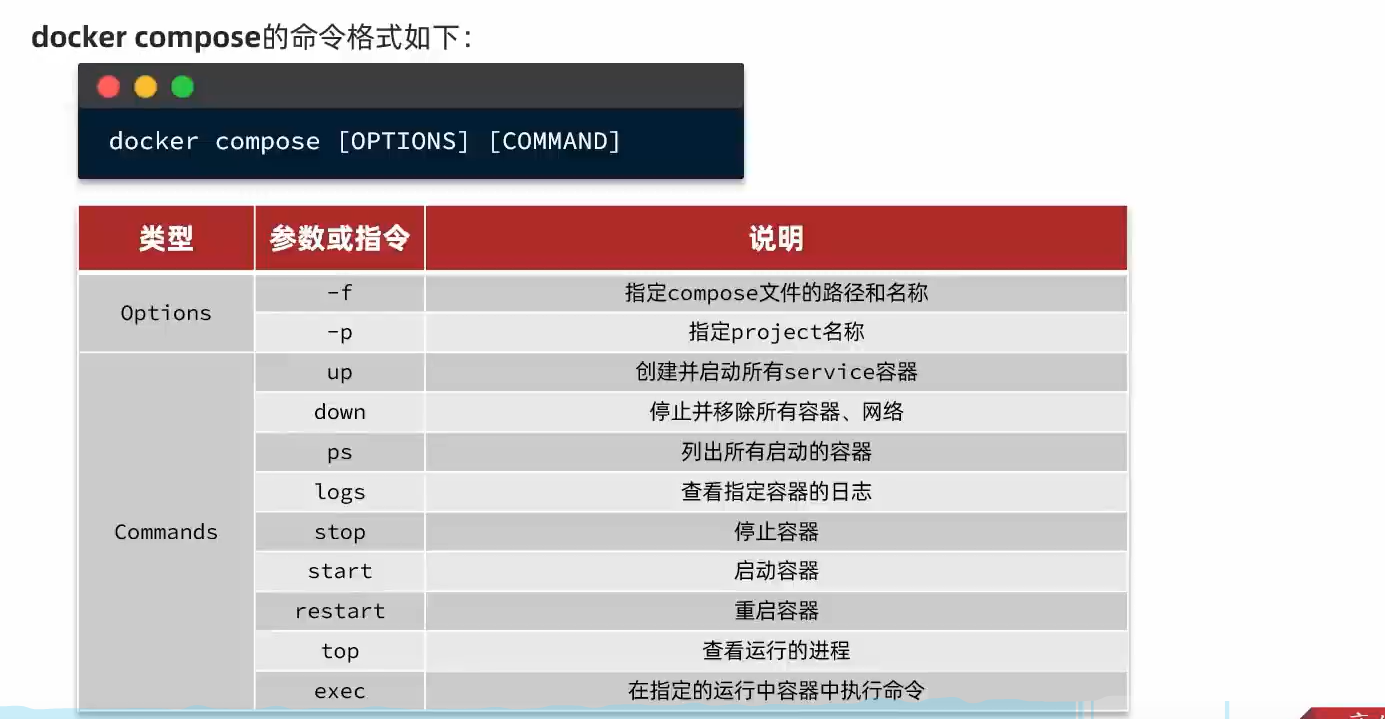 docker compose的命令格式如下：
docker compose [OPTIONS] [COMMAND]
类型 参数或指令 说明
Options -f 指定compose文件的路径和名称
-p 指定project名称
Commands up 创建并启动所有service容器
down 停止并移除所有容器、网络
ps 列出所有启动的容器
logs 查看指定容器的日志
stop 停止容器
start 启动容器
restart 重启容器
top 查看运行的进程
exec 在指定的运行中容器中执行命令